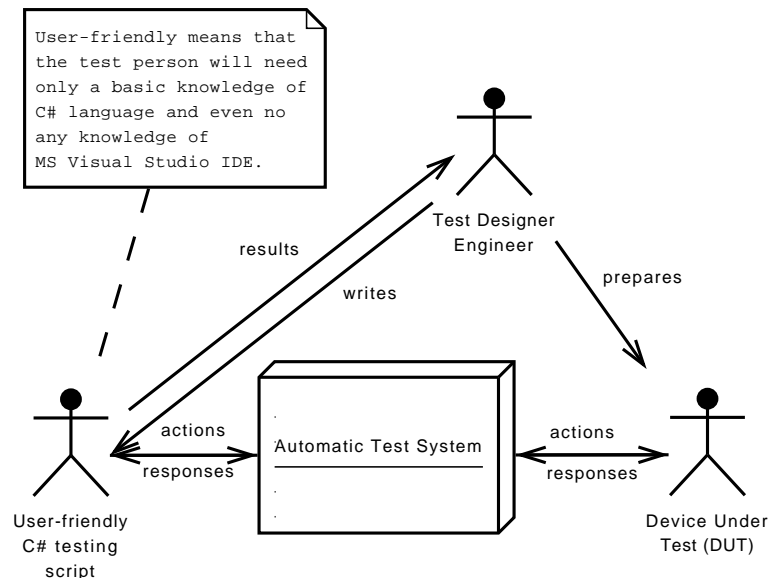 User-friendly means that
the test person will need
only a basic knowledge of
C# language and even no
any knowledge of
MS Visual Studio IDE.
Test Designer
Engineer
results
writes
prepares
actions
responses
Automatic Test System
actions
responses
User-friendly
C# testing
script
Device Under
Test (DUT)